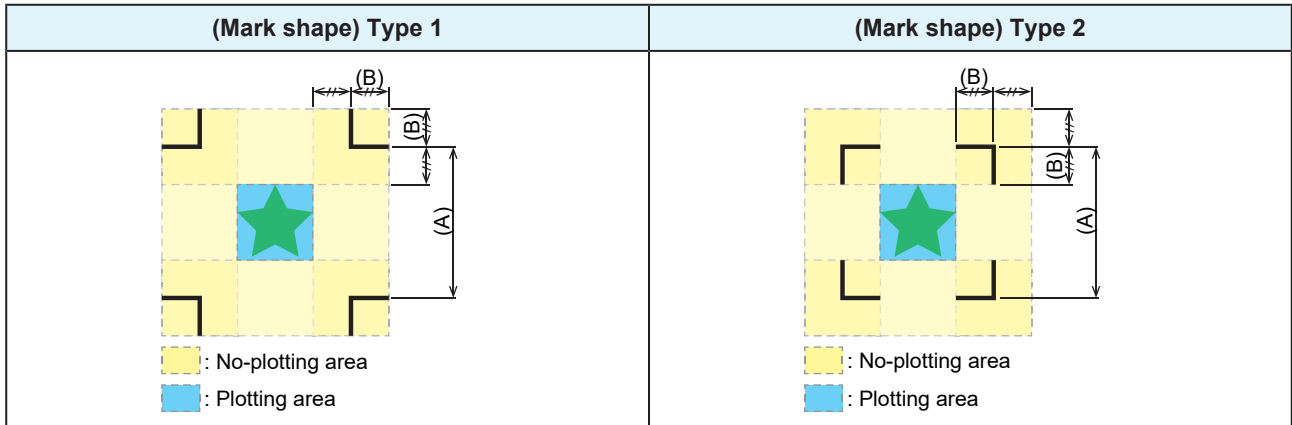 (Mark shape) Type 1
(Mark shape) Type 2
(B)
(B)
(A)
: No-plotting area
: Plotting area
(B)
(B)
(A)
: No-plotting area
: Plotting area